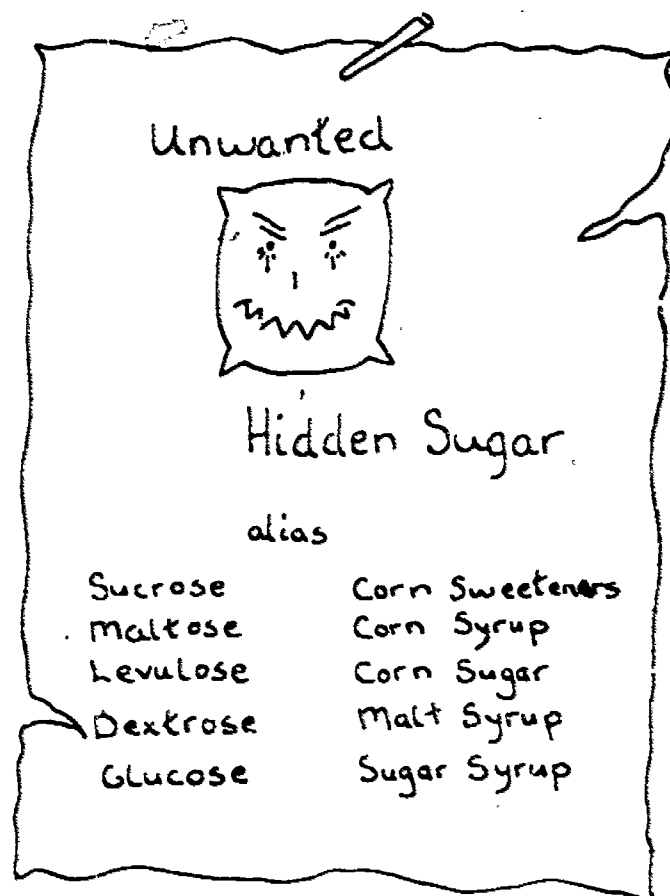 Unwanted
Hidden Sugar
alias
Sucrose Corn Sweeteners
Maltose Corn Syrup
Levulose Corn Sugar
Dextrose Malt Syrup
Glucose Sugar Syrup